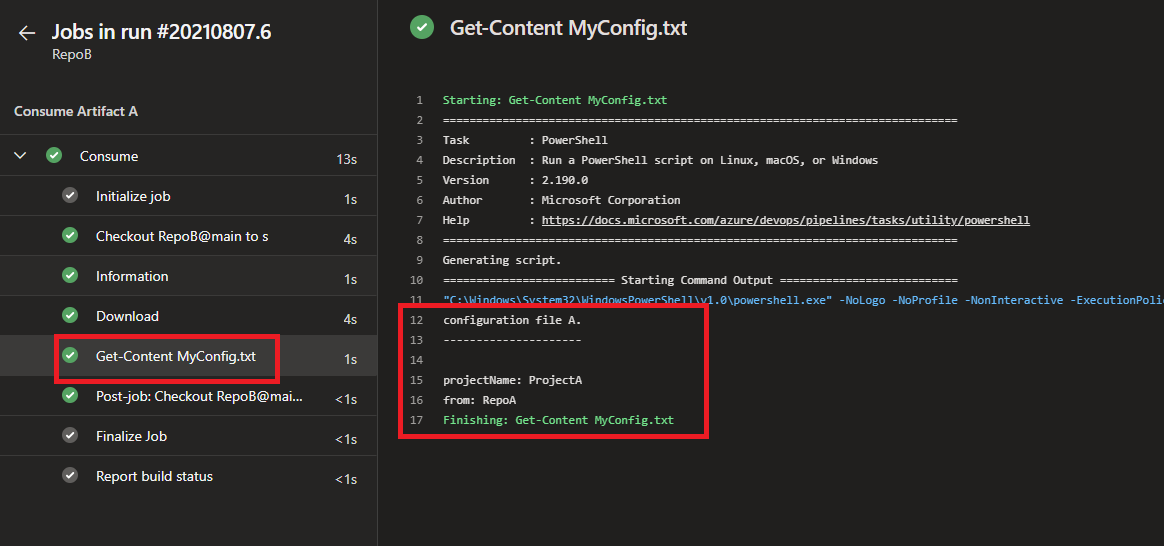 Jobs in run #20210807.6
RepoB
Consume Artifact A
Consume 13s
Initialize job 1s
Checkout RepoB@main to s 4s
Information 1s
Download 4s
Get-Content MyConfig.txt 1s
Post-job: Checkout RepoB@mai... <1s
Finalize Job <1s
Report build status <1s
Get-Content MyConfig.txt
1 Starting: Get-Content MyConfig.txt
2 ==============================================================================
3 Task : PowerShell
4 Description : Run a PowerShell script on Linux, macOS, or Windows
5 Version : 2.190.0
6 Author : Microsoft Corporation
7 Help : https://docs.microsoft.com/azure/devops/pipelines/tasks/utility/powershell
8 ==============================================================================
9 Generating script.
10 ========================== Starting Command Output ===========================
11 "C:\Windows\System32\WindowsPowerShell\v1.0\powershell.exe" -NoLogo -NoProfile -NonInteractive -ExecutionPolic
12 configuration file A.
13 ---------------------
14
15 projectName: ProjectA
16 from: RepoA
17 Finishing: Get-Content MyConfig.txt